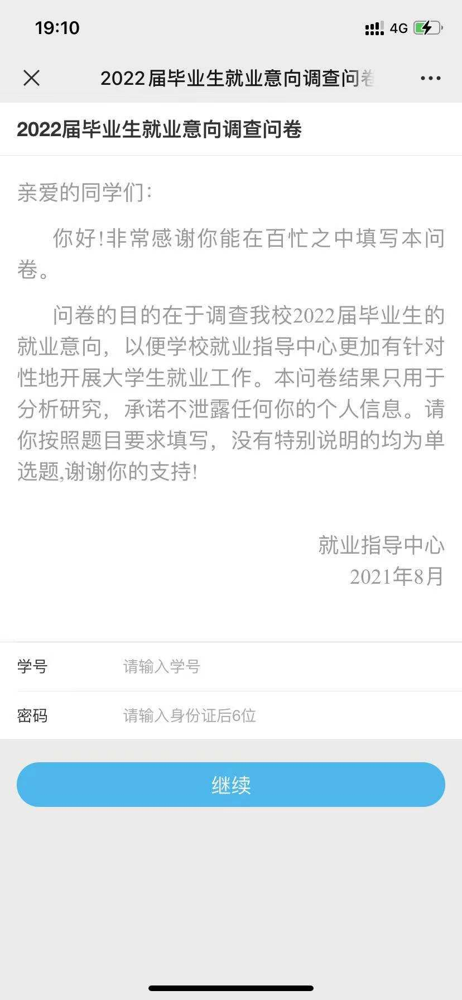 19:10
4G
2022届毕业生就业意向调查问卷
2022届毕业生就业意向调查问卷
亲爱的同学们：
你好!非常感谢你能在百忙之中填写本问
卷。
问卷的目的在于调查我校2022届毕业生的
就业意向，以便学校就业指导中心更加有针对
性地开展大学生就业工作。本问卷结果只用于
分析研究，承诺不泄露任何你的个人信息。请
你按照题目要求填写，没有特别说明的均为单
选题,谢谢你的支持!
就业指导中心
2021年8月
学号 请输入学号
密码 请输入身份证后6位
继续